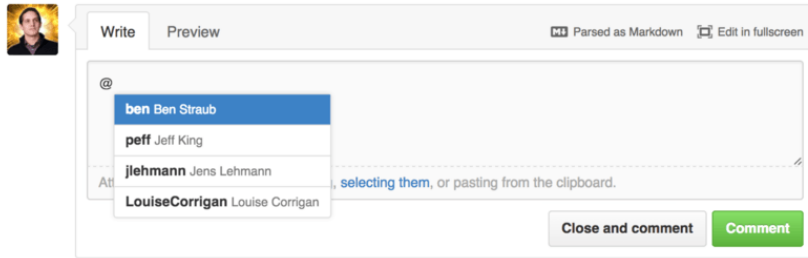 Write Preview Parsed as Markdown Edit in fullscreen
@
ben Ben Straub
peff Jeff King
jlehmann Jens Lehmann
selecting them, or pasting from the clipboard.
LouiseCorrigan Louise Corrigan
Close and comment Comment